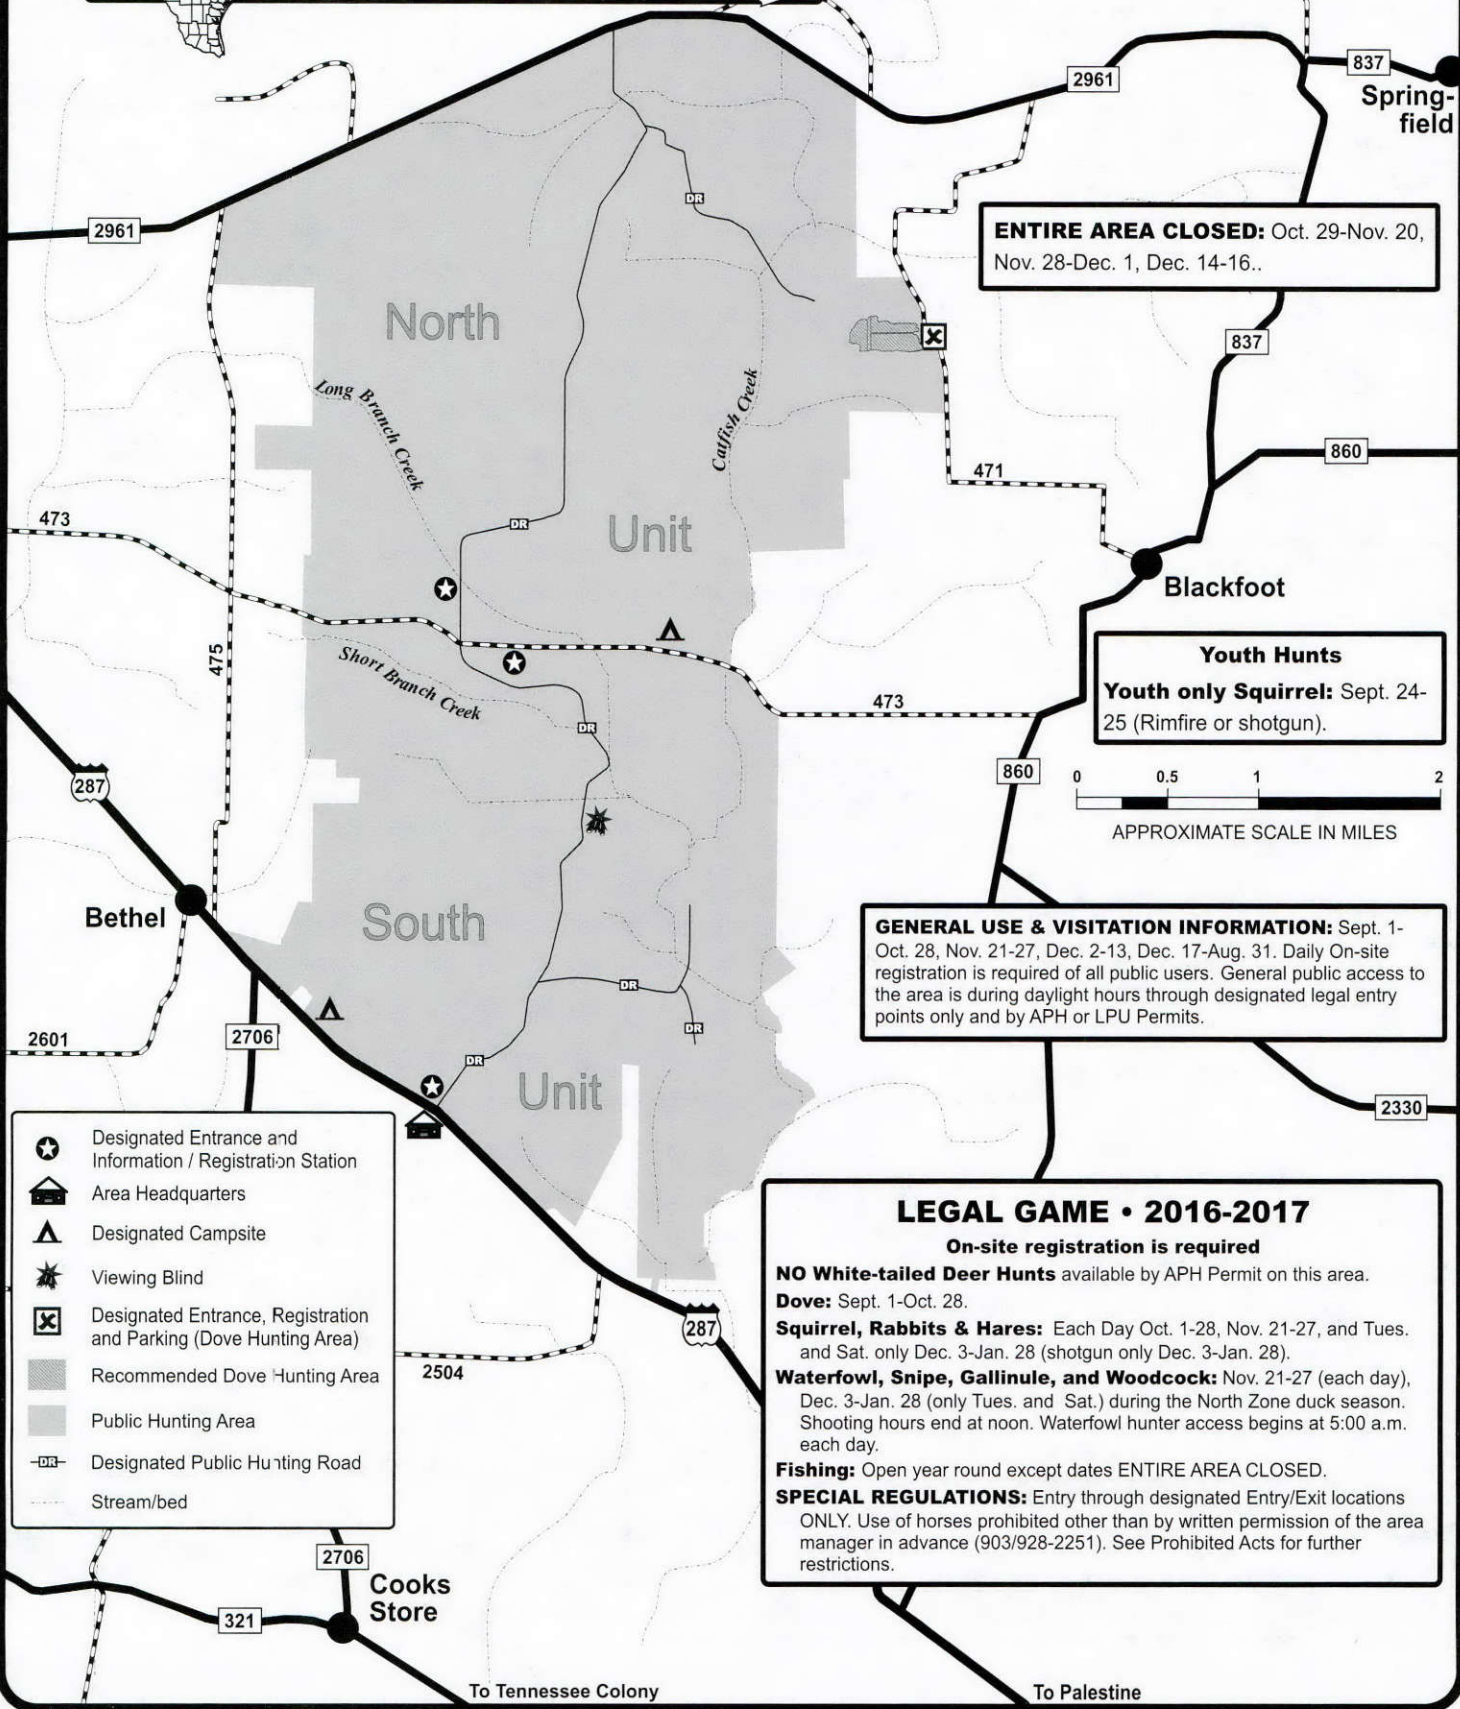 2961
837
Spring-
field
2961
ENTIRE AREA CLOSED: Oct. 29-Nov. 20,
Nov. 28-Dec. 1, Dec. 14-16..
North
837
Long Branch Creek
Catfish Creek
860
471
473
DR
DR
Unit
Blackfoot
475
Short Branch Creek
Youth Hunts
Youth only Squirrel: Sept. 24-
25 (Rimfire or shotgun).
473
DR
860
0 0.5 1 2
APPROXIMATE SCALE IN MILES
287
Bethel
South
GENERAL USE & VISITATION INFORMATION: Sept. 1-
Oct. 28, Nov. 21-27, Dec. 2-13, Dec. 17-Aug. 31. Daily On-site
registration is required of all public users. General public access to
the area is during daylight hours through designated legal entry
points only and by APH or LPU Permits.
DR
DR
DR
2601
2706
Unit
2330
Designated Entrance and
Information / Registration Station
Area Headquarters
Designated Campsite
Viewing Blind
Designated Entrance, Registration
and Parking (Dove Hunting Area)
Recommended Dove Hunting Area
Public Hunting Area
DR
Designated Public Hunting Road
Stream/bed
287
2504
LEGAL GAME • 2016-2017
On-site registration is required
NO White-tailed Deer Hunts available by APH Permit on this area.
Dove: Sept. 1-Oct. 28.
Squirrel, Rabbits & Hares: Each Day Oct. 1-28, Nov. 21-27, and Tues.
and Sat. only Dec. 3-Jan. 28 (shotgun only Dec. 3-Jan. 28).
Waterfowl, Snipe, Gallinule, and Woodcock: Nov. 21-27 (each day),
Dec. 3-Jan. 28 (only Tues. and Sat.) during the North Zone duck season.
Shooting hours end at noon. Waterfowl hunter access begins at 5:00 a.m.
each day.
Fishing: Open year round except dates ENTIRE AREA CLOSED.
SPECIAL REGULATIONS: Entry through designated Entry/Exit locations
ONLY. Use of horses prohibited other than by written permission of the area
manager in advance (903/928-2251). See Prohibited Acts for further
restrictions.
2706
Cooks
Store
321
To Tennessee Colony
To Palestine